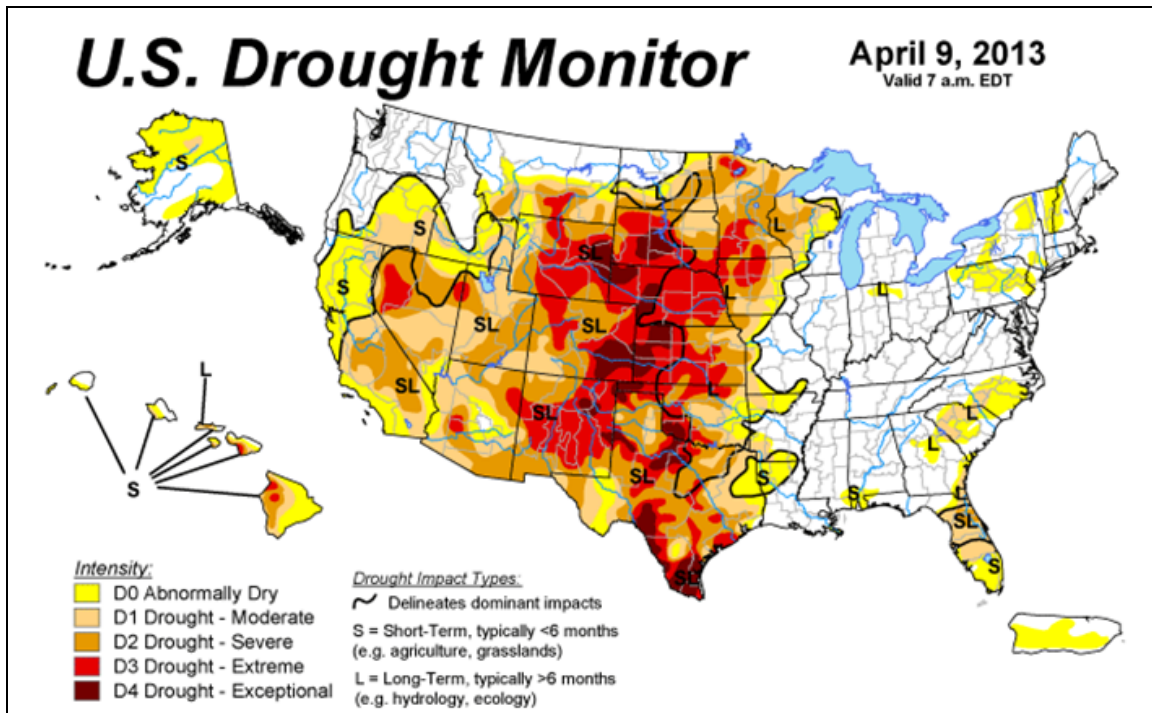 U.S. Drought Monitor
April 9, 2013
Valid 7 a.m. EDT
S
S
S
L
S
SL
L
L
SL
SL
L
L
SL
SL
L
L
L
SL
S
S
L
SL
S
SL
S
Intensity:
D0 Abnormally Dry
D1 Drought - Moderate
D2 Drought - Severe
D3 Drought - Extreme
D4 Drought - Exceptional
Drought Impact Types:
Delineates dominant impacts
S = Short-Term, typically <6 months
(e.g. agriculture, grasslands)
L = Long-Term, typically >6 months
(e.g. hydrology, ecology)